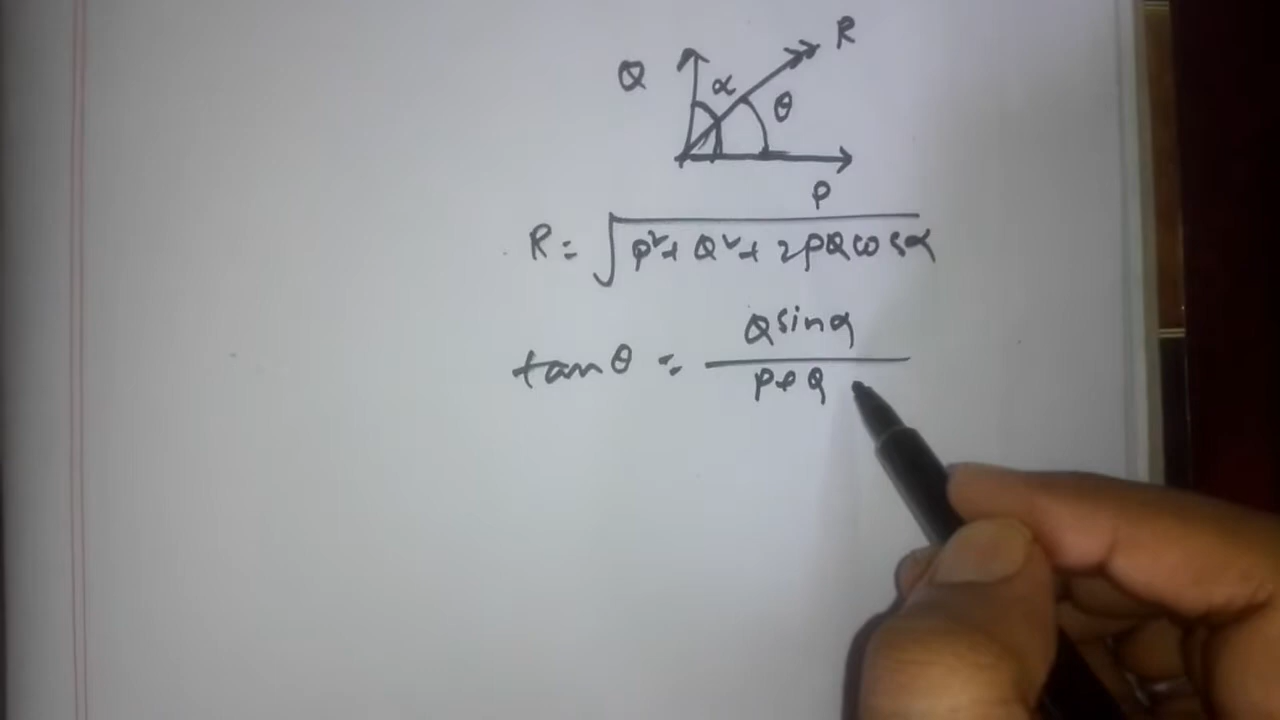 R
Q α θ
P
R = √P²+ Q²+ 2PQ cos α
tan θ = Q sin α / P + Q